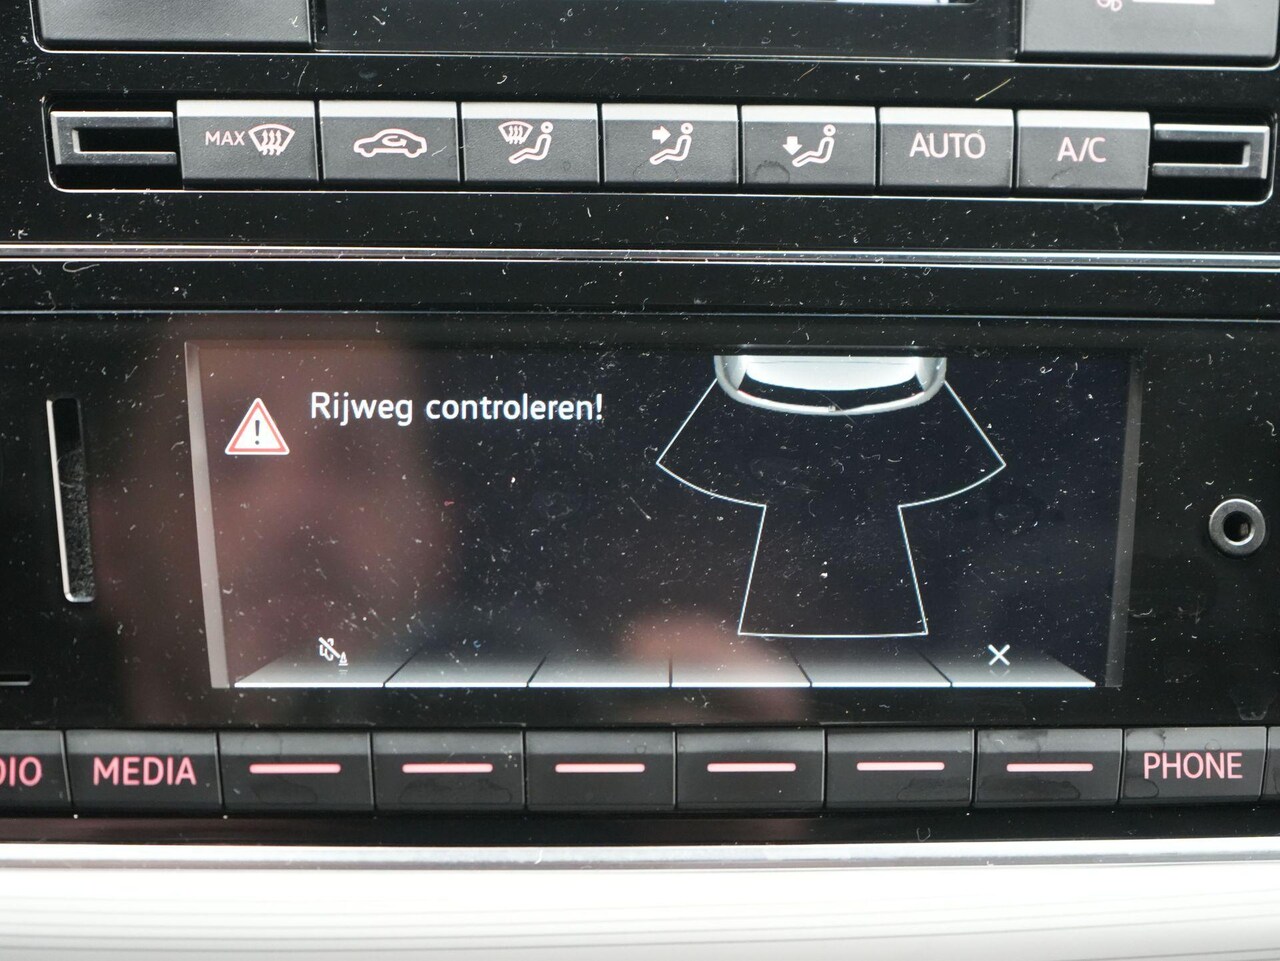 MAX
AUTO
A/C
Rijweg controleren!
MEDIA
PHONE